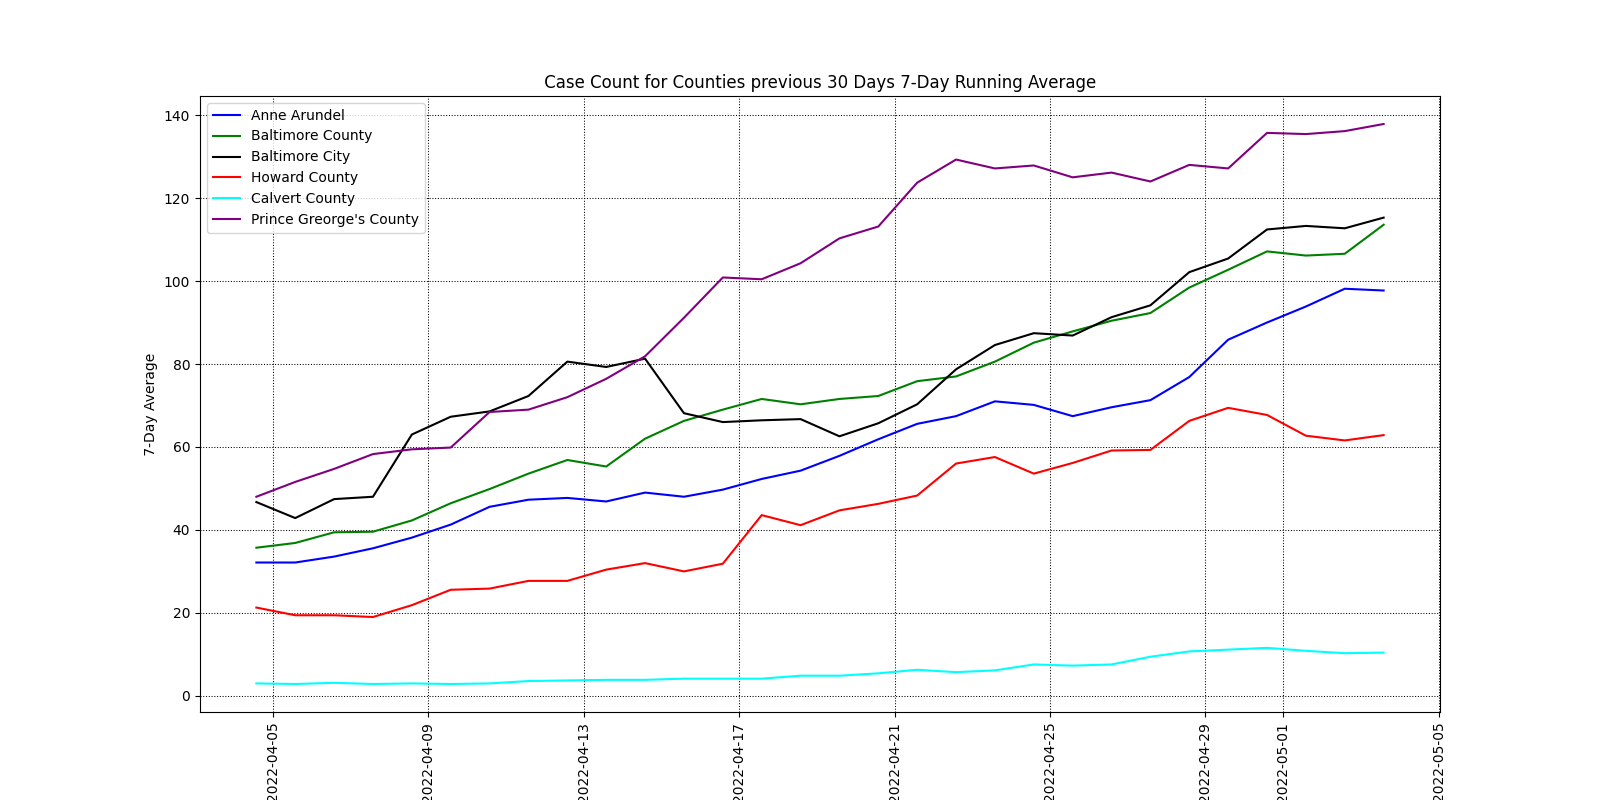 Case Count for Counties previous 30 Days 7-Day Running Average
Anne Arundel
Baltimore County
Baltimore City
Howard County
Calvert County
Prince Greorge's County
140
120
100
80
60
40
20
0
7-Day Average
2022-04-05
2022-04-09
2022-04-13
2022-04-17
2022-04-21
2022-04-25
2022-04-29
2022-05-01
2022-05-05